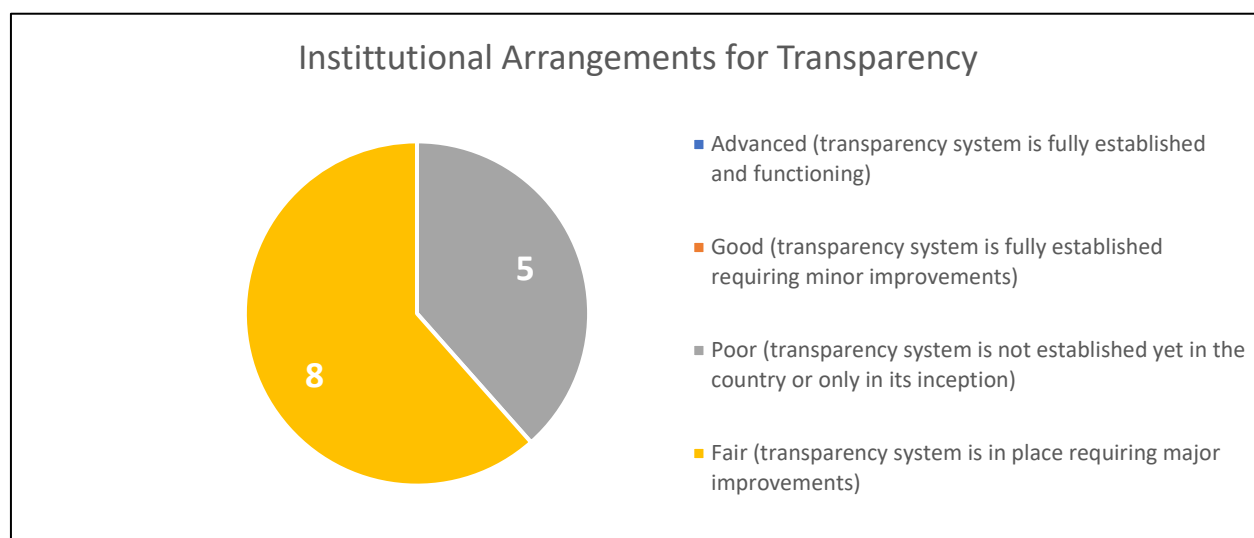 Instittutional Arrangements for Transparency
Advanced (transparency system is fully established
and functioning)
Good (transparency system is fully established
requiring minor improvements)
Poor (transparency system is not established yet in the
country or only in its inception)
Fair (transparency system is in place requiring major
improvements)
5
8